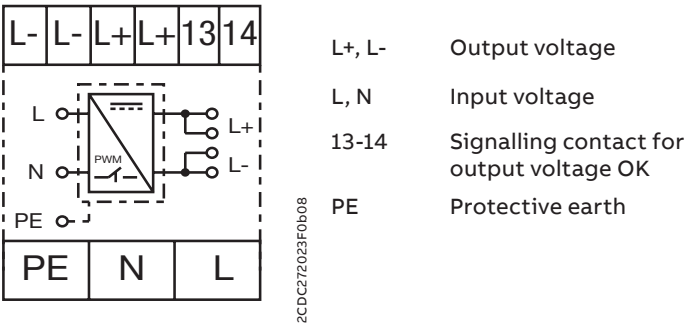 L- L- L+ L+ 13 14
L
L+
PWM
N
L-
PE
PE N L
2CDC272023F0b08
L+, L- Output voltage
L, N Input voltage
13-14 Signalling contact for
output voltage OK
PE Protective earth